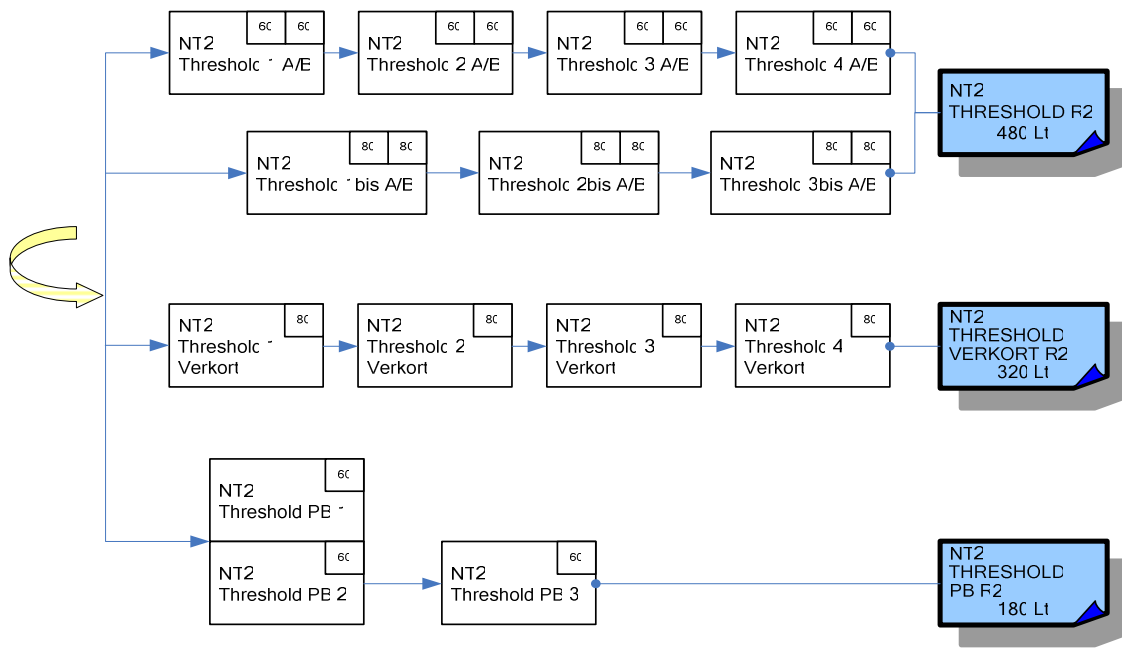 60 60
NT2
Threshold 1 A/E
60 60
NT2
Threshold 2 A/E
60 60
NT2
Threshold 3 A/E
60 60
NT2
Threshold 4 A/E
NT2
THRESHOLD R2
480 Lt
80 80
NT2
Threshold 1bis A/E
80 80
NT2
Threshold 2bis A/E
80 80
NT2
Threshold 3bis A/E
80
NT2
Threshold 1
Verkort
80
NT2
Threshold 2
Verkort
80
NT2
Threshold 3
Verkort
80
NT2
Threshold 4
Verkort
NT2
THRESHOLD
VERKORT R2
320 Lt
60
NT2
Threshold PB 1
60
NT2
Threshold PB 2
60
NT2
Threshold PB 3
NT2
THRESHOLD
PB R2
180 Lt